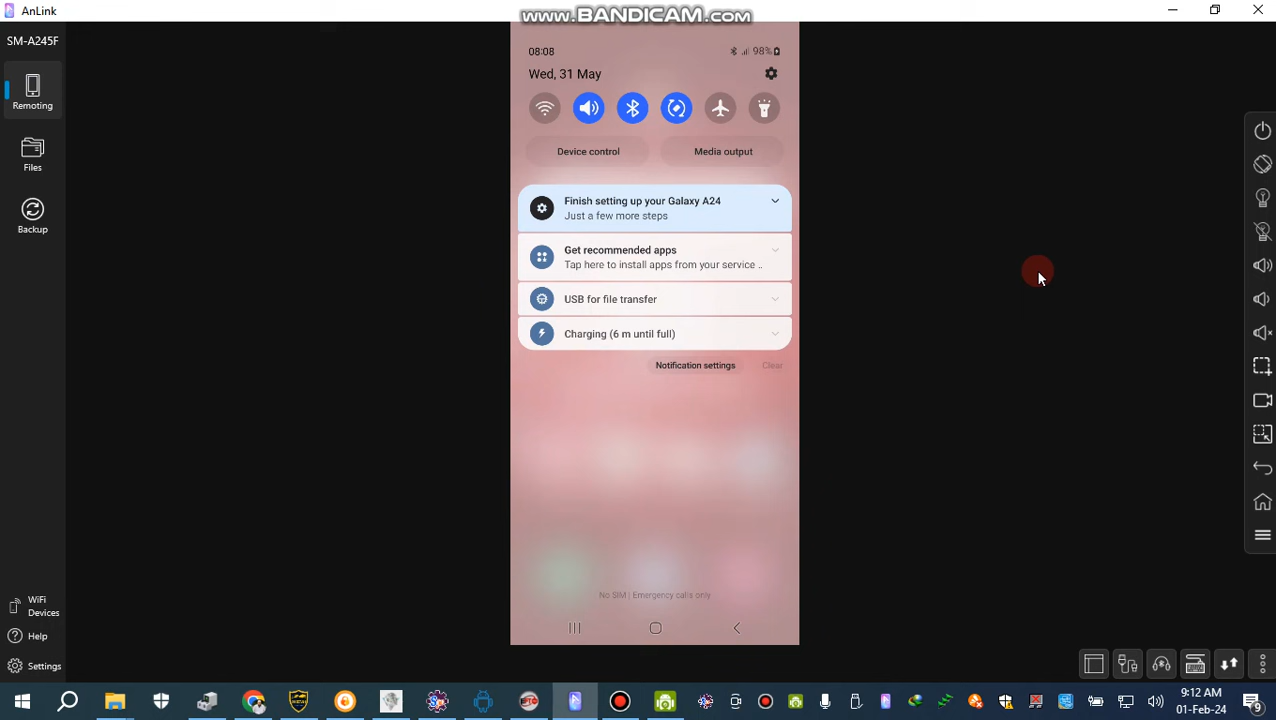 AnLink
www.BANDICAM.com
SM-A245F
Remoting
Files
Backup
WiFi
Devices
Help
Settings
08:08
98%
Wed, 31 May
Device control
Media output
Finish setting up your Galaxy A24
Just a few more steps
Get recommended apps
Tap here to install apps from your service ..
USB for file transfer
Charging (6 m until full)
Notification settings
Clear
No SIM | Emergency calls only
9:12 AM
01-Feb-24
9